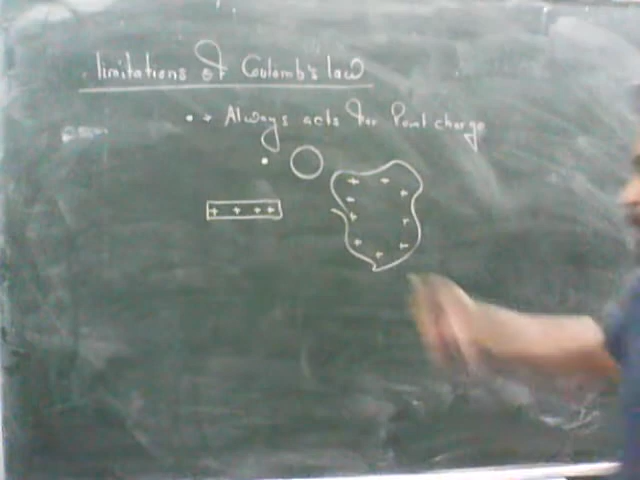 limitations of Coulomb's law
• → Always acts for Point charge
+ + + +
+ - +
-
+ +
+ +
+